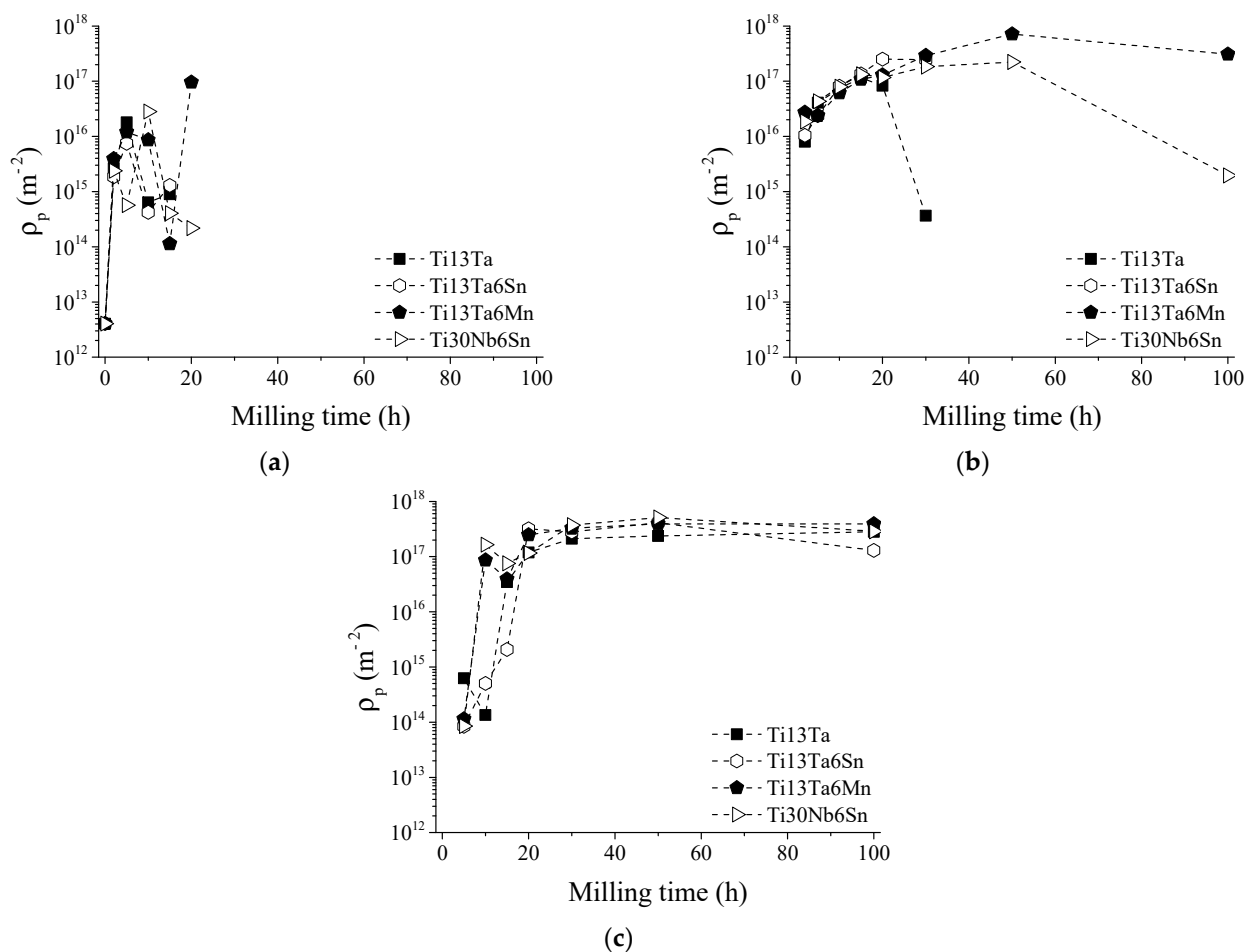 10^18
10^17
10^16
10^15
10^14
10^13
10^12
ρ_p (m^-2)
Ti13Ta
Ti13Ta6Sn
Ti13Ta6Mn
Ti30Nb6Sn
0 20 40 60 80 100
Milling time (h)
(a)
10^18
10^17
10^16
10^15
10^14
10^13
10^12
ρ_p (m^-2)
Ti13Ta
Ti13Ta6Sn
Ti13Ta6Mn
Ti30Nb6Sn
0 20 40 60 80 100
Milling time (h)
(b)
10^18
10^17
10^16
10^15
10^14
10^13
10^12
ρ_p (m^-2)
Ti13Ta
Ti13Ta6Sn
Ti13Ta6Mn
Ti30Nb6Sn
0 20 40 60 80 100
Milling time (h)
(c)